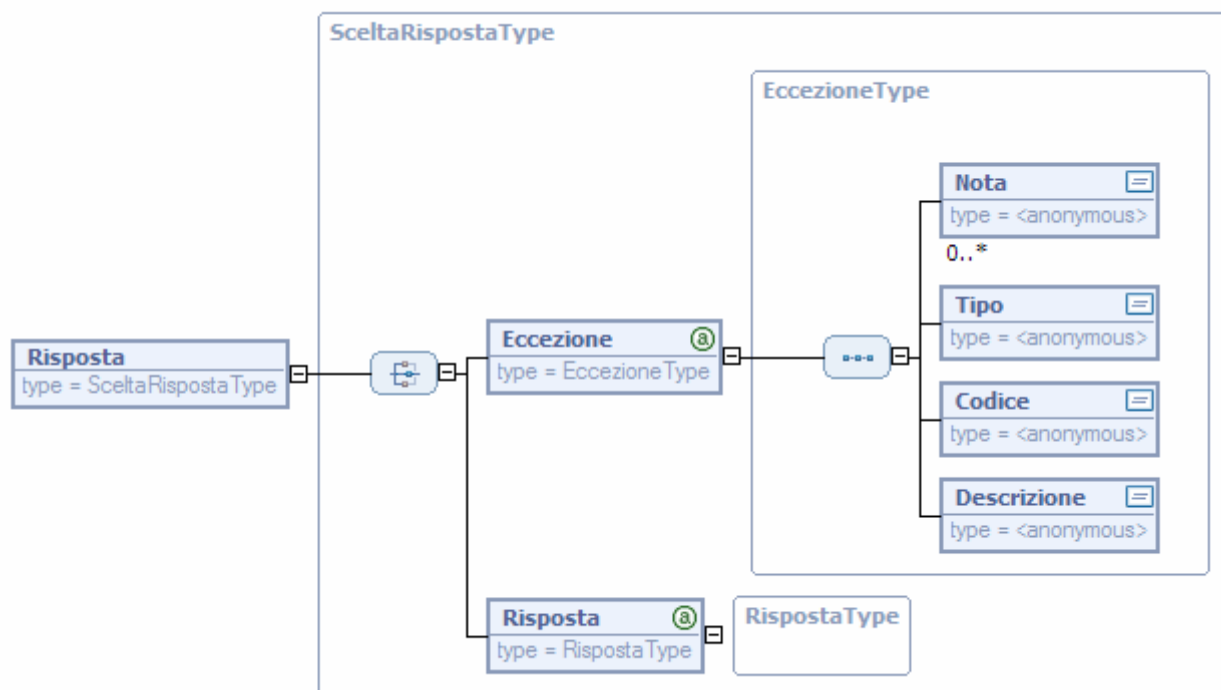 SceltaRispostaType
EccezioneType
Nota
type = <anonymous>
0..*
Tipo
type = <anonymous>
Eccezione
type = EccezioneType
Risposta
type = SceltaRispostaType
Codice
type = <anonymous>
Descrizione
type = <anonymous>
Risposta
type = RispostaType
RispostaType